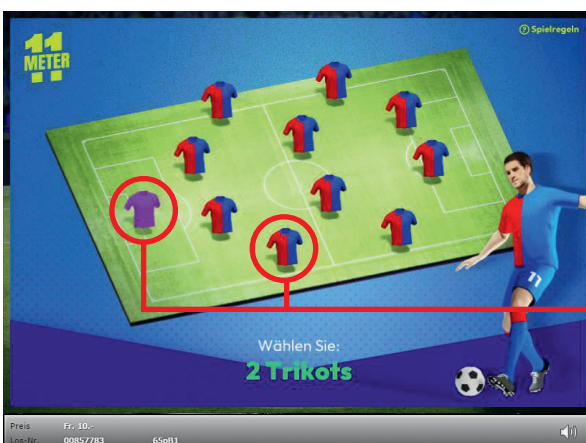 11
METER
? Spielregeln
11
Wählen Sie:
2 Trikots
Preis Fr. 10.-
Los-Nr. 00857783 65pB1